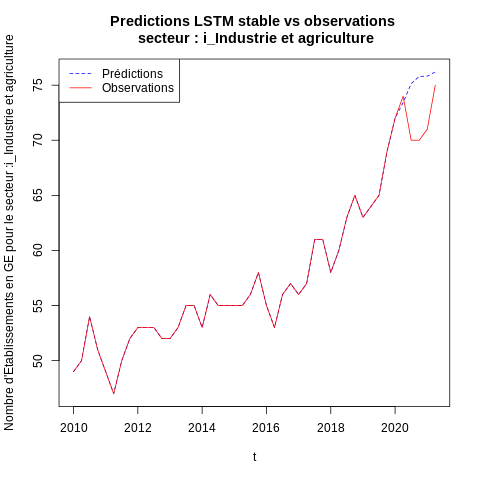 Predictions LSTM stable vs observations
secteur : i_Industrie et agriculture
Nombre d'Etablissements en GE pour le secteur :i_Industrie et agriculture
Prédictions
Observations
75
70
65
60
55
50
2010 2012 2014 2016 2018 2020
t